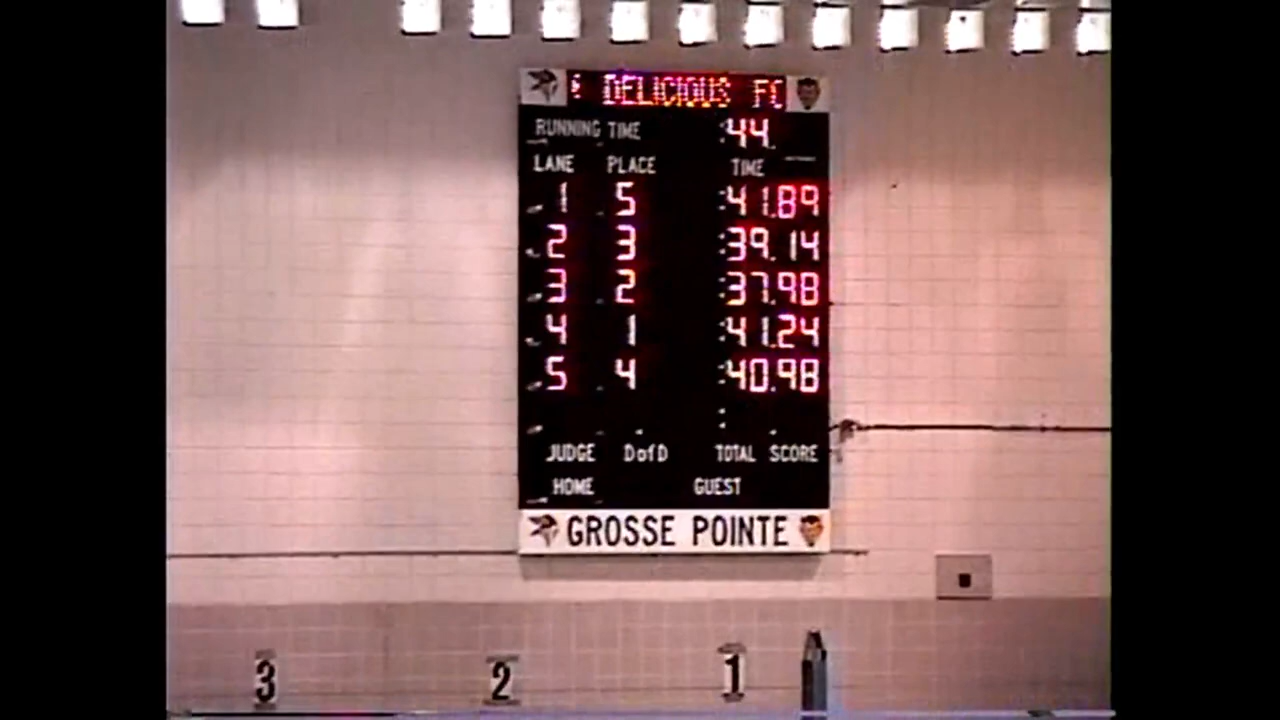 DELICIOUS FO
RUNNING TIME :44.
LANE PLACE TIME
1 5 :41.89
2 3 :39.14
3 2 :37.98
4 1 :41.24
5 4 :40.98
JUDGE DofD TOTAL SCORE
HOME GUEST
GROSSE POINTE
3 2 1